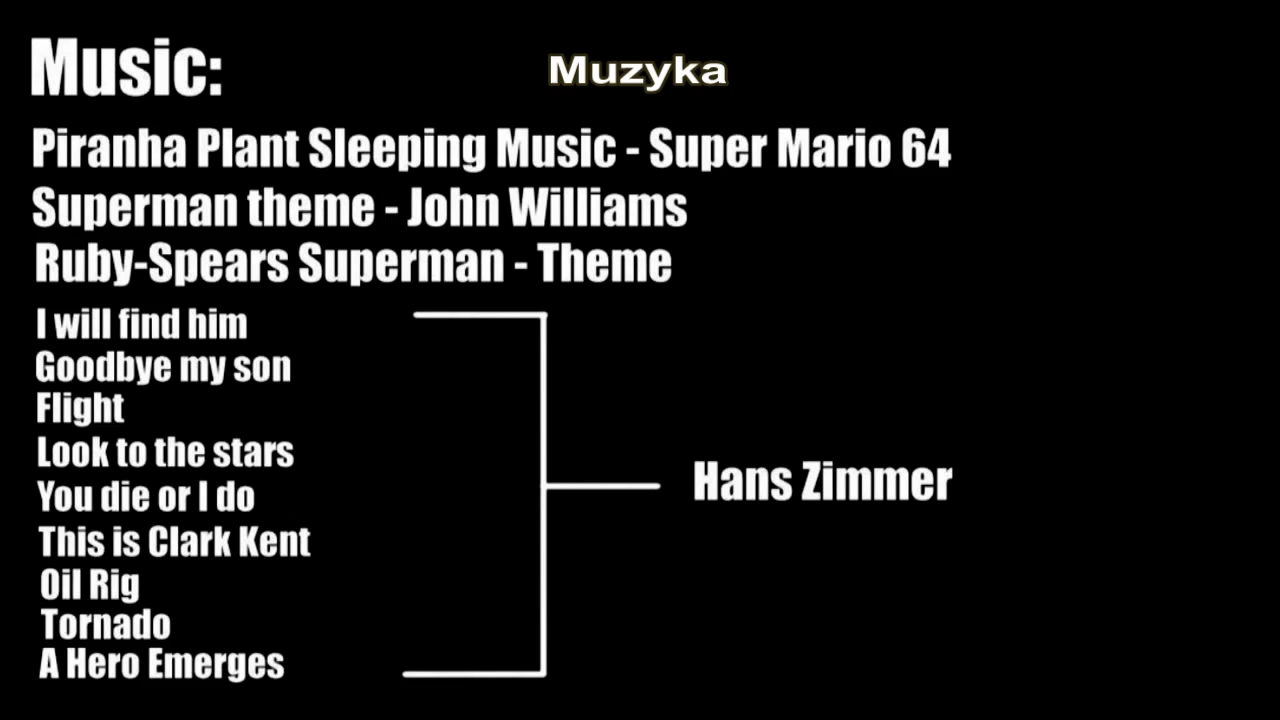 Music:
Muzyka
Piranha Plant Sleeping Music - Super Mario 64
Superman theme - John Williams
Ruby-Spears Superman - Theme
I will find him
Goodbye my son
Flight
Look to the stars
You die or I do
This is Clark Kent
Oil Rig
Tornado
A Hero Emerges
Hans Zimmer